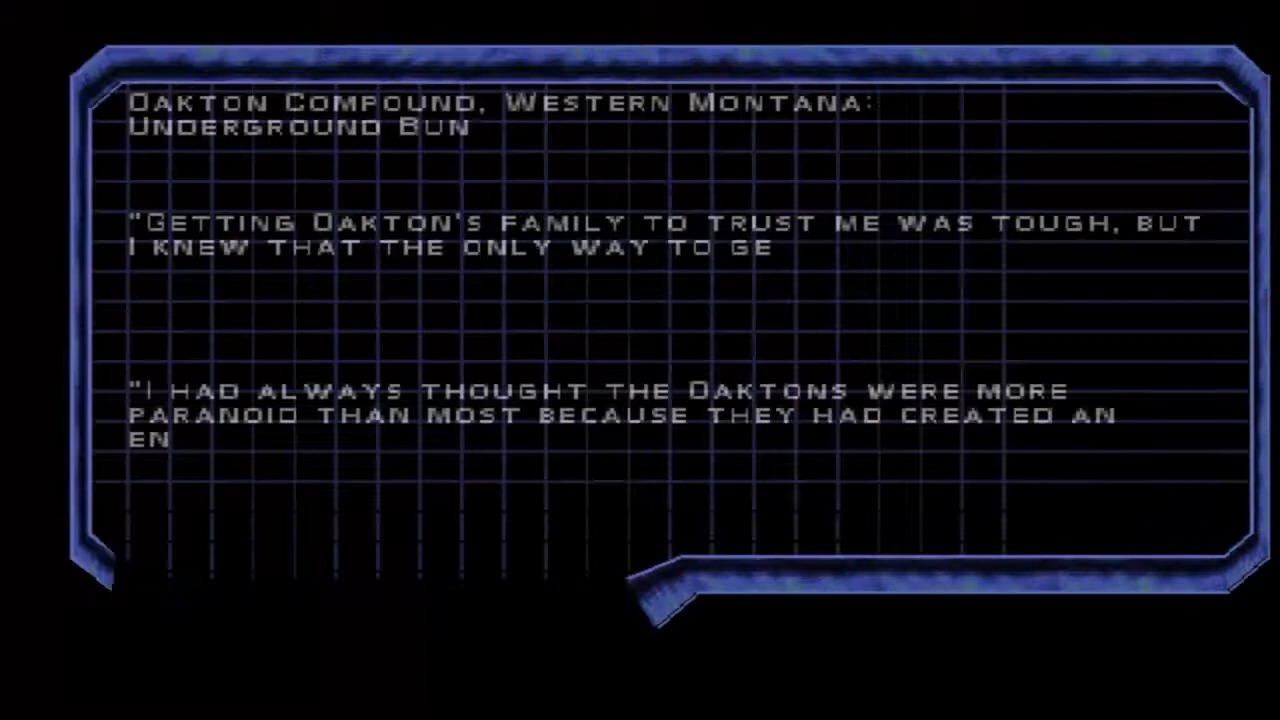 Oakton Compound, Western Montana:
Underground Bun
"Getting Oakton's family to trust me was tough, but
I knew that the only way to ge
"I had always thought the Oaktons were more
paranoid than most because they had created an
en